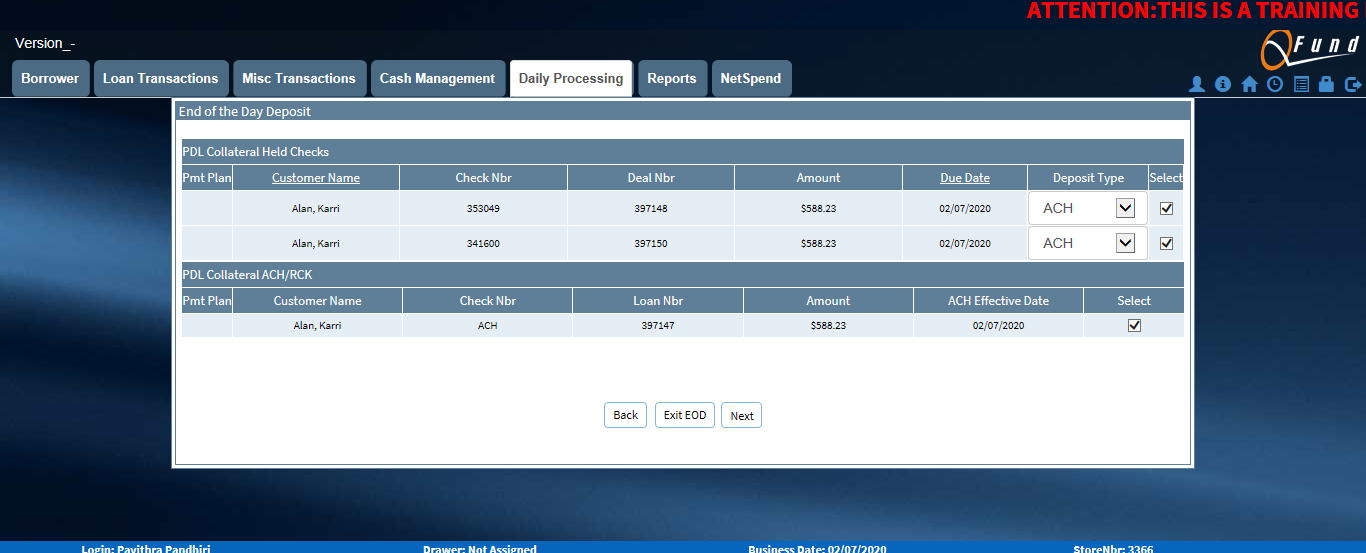 ATTENTION:THIS IS A TRAINING
Version_-
QFund
Borrower Loan Transactions Misc Transactions Cash Management Daily Processing Reports NetSpend
End of the Day Deposit
PDL Collateral Held Checks
Pmt Plan Customer Name Check Nbr Deal Nbr Amount Due Date Deposit Type Select
Alan, Karri 353049 397148 $588.23 02/07/2020 ACH
Alan, Karri 341600 397150 $588.23 02/07/2020 ACH
PDL Collateral ACH/RCK
Pmt Plan Customer Name Check Nbr Loan Nbr Amount ACH Effective Date Select
Alan, Karri ACH 397147 $588.23 02/07/2020
Back Exit EOD Next
Login: Pavithra Pandhiri Drawer: Not Assigned Business Date: 02/07/2020 StoreNbr: 3366